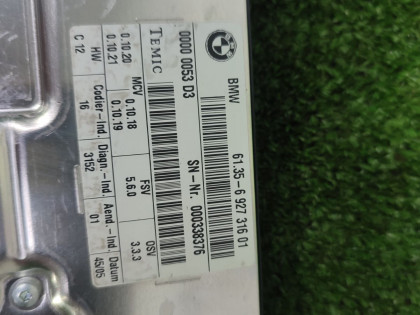 BMW
61.35-6 927 316 01
0000 0053 D3
SN-Nr. 000338376
TEMIC
MCV FSV OSV
0.10.20 0.10.18 5.6.0 3.3.3
0.10.21 0.10.19
HW Codier-Ind. Diagn.-Ind. Aend.-Ind. Datum
C 12 16 3152 01 45/05